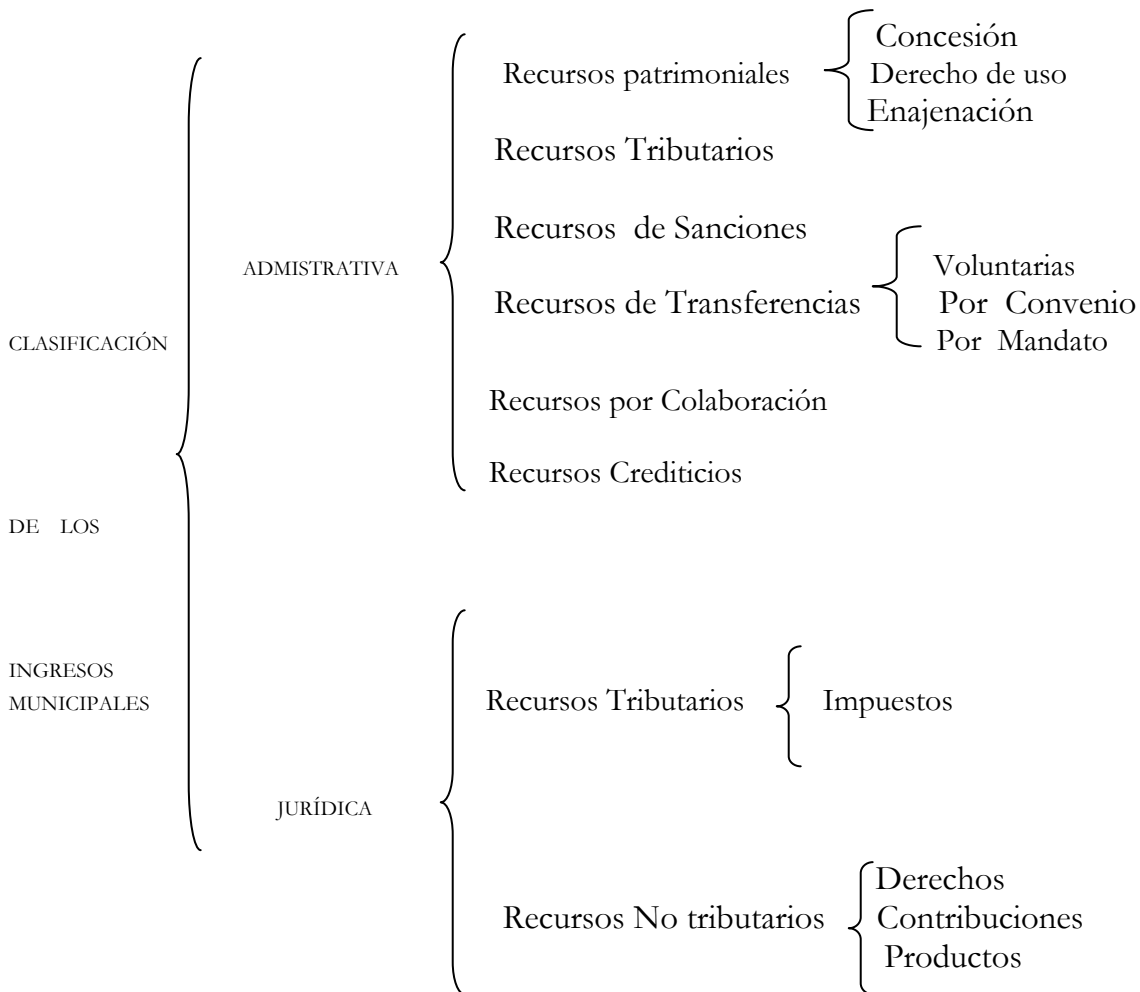 CLASIFICACIÓN
DE LOS
INGRESOS
MUNICIPALES
ADMISTRATIVA
Recursos patrimoniales
Concesión
Derecho de uso
Enajenación
Recursos Tributarios
Recursos de Sanciones
Recursos de Transferencias
Voluntarias
Por Convenio
Por Mandato
Recursos por Colaboración
Recursos Crediticios
JURÍDICA
Recursos Tributarios
Impuestos
Recursos No tributarios
Derechos
Contribuciones
Productos